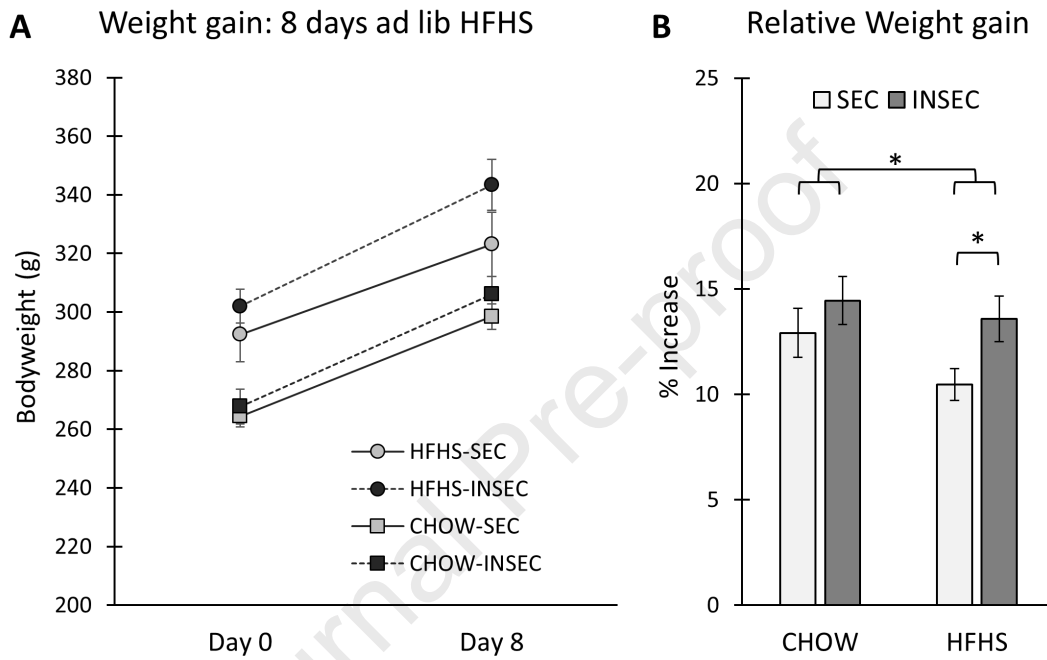 A Weight gain: 8 days ad lib HFHS
380
360
340
320
300
280
260
240
220
200
Bodyweight (g)
HFHS-SEC
HFHS-INSEC
CHOW-SEC
CHOW-INSEC
Day 0 Day 8
B Relative Weight gain
25
20
15
10
5
0
% Increase
SEC INSEC
*
*
CHOW HFHS
Pre-proof